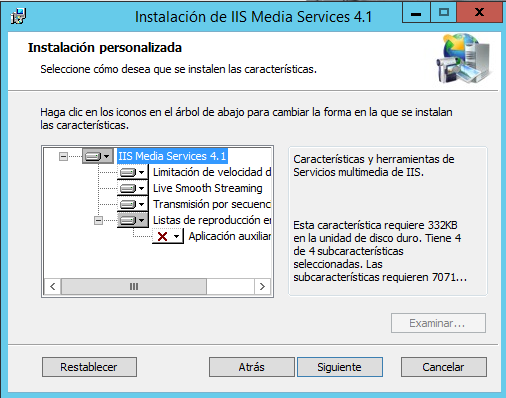 Instalación de IIS Media Services 4.1
Instalación personalizada
Seleccione cómo desea que se instalen las características.
Haga clic en los iconos en el árbol de abajo para cambiar la forma en la que se instalan
las características.
IIS Media Services 4.1
Limitación de velocidad d
Live Smooth Streaming
Transmisión por secuenc
Listas de reproducción en
Aplicación auxiliar
Características y herramientas de
Servicios multimedia de IIS.
Esta característica requiere 332KB
en la unidad de disco duro. Tiene 4
de 4 subcaracterísticas
seleccionadas. Las
subcaracterísticas requieren 7071...
Examinar...
Restablecer
Atrás
Siguiente
Cancelar